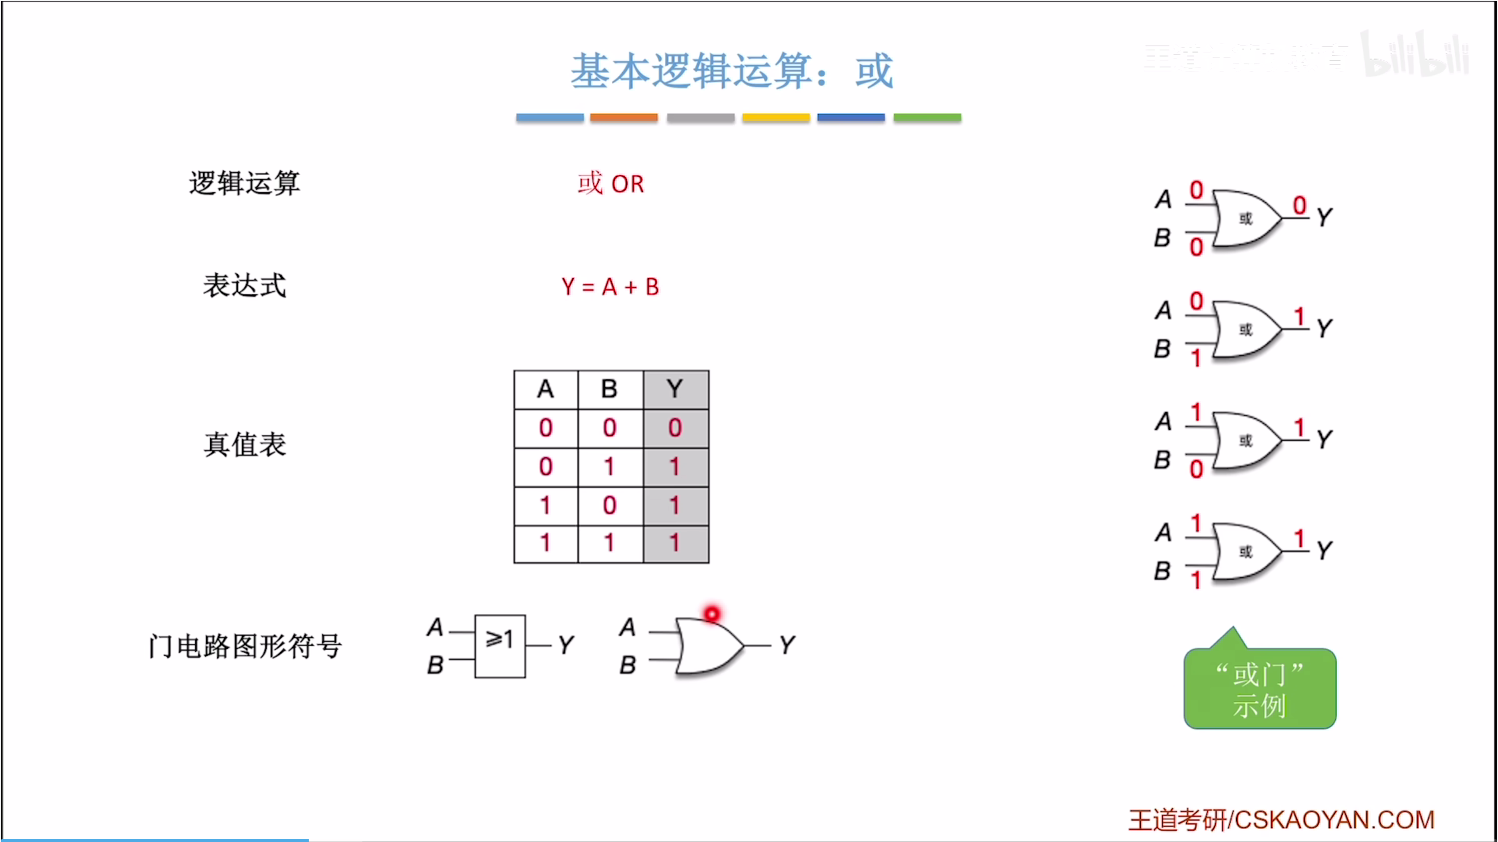 基本逻辑运算：或
bilibili
逻辑运算
或 OR
表达式
Y = A + B
真值表
A B Y
0 0 0
0 1 1
1 0 1
1 1 1
门电路图形符号
A
B
≥1
Y
A
B
Y
A 0
B 0
或
0 Y
A 0
B 1
或
1 Y
A 1
B 0
或
1 Y
A 1
B 1
或
1 Y
“或门”
示例
王道考研/CSKAOYAN.COM